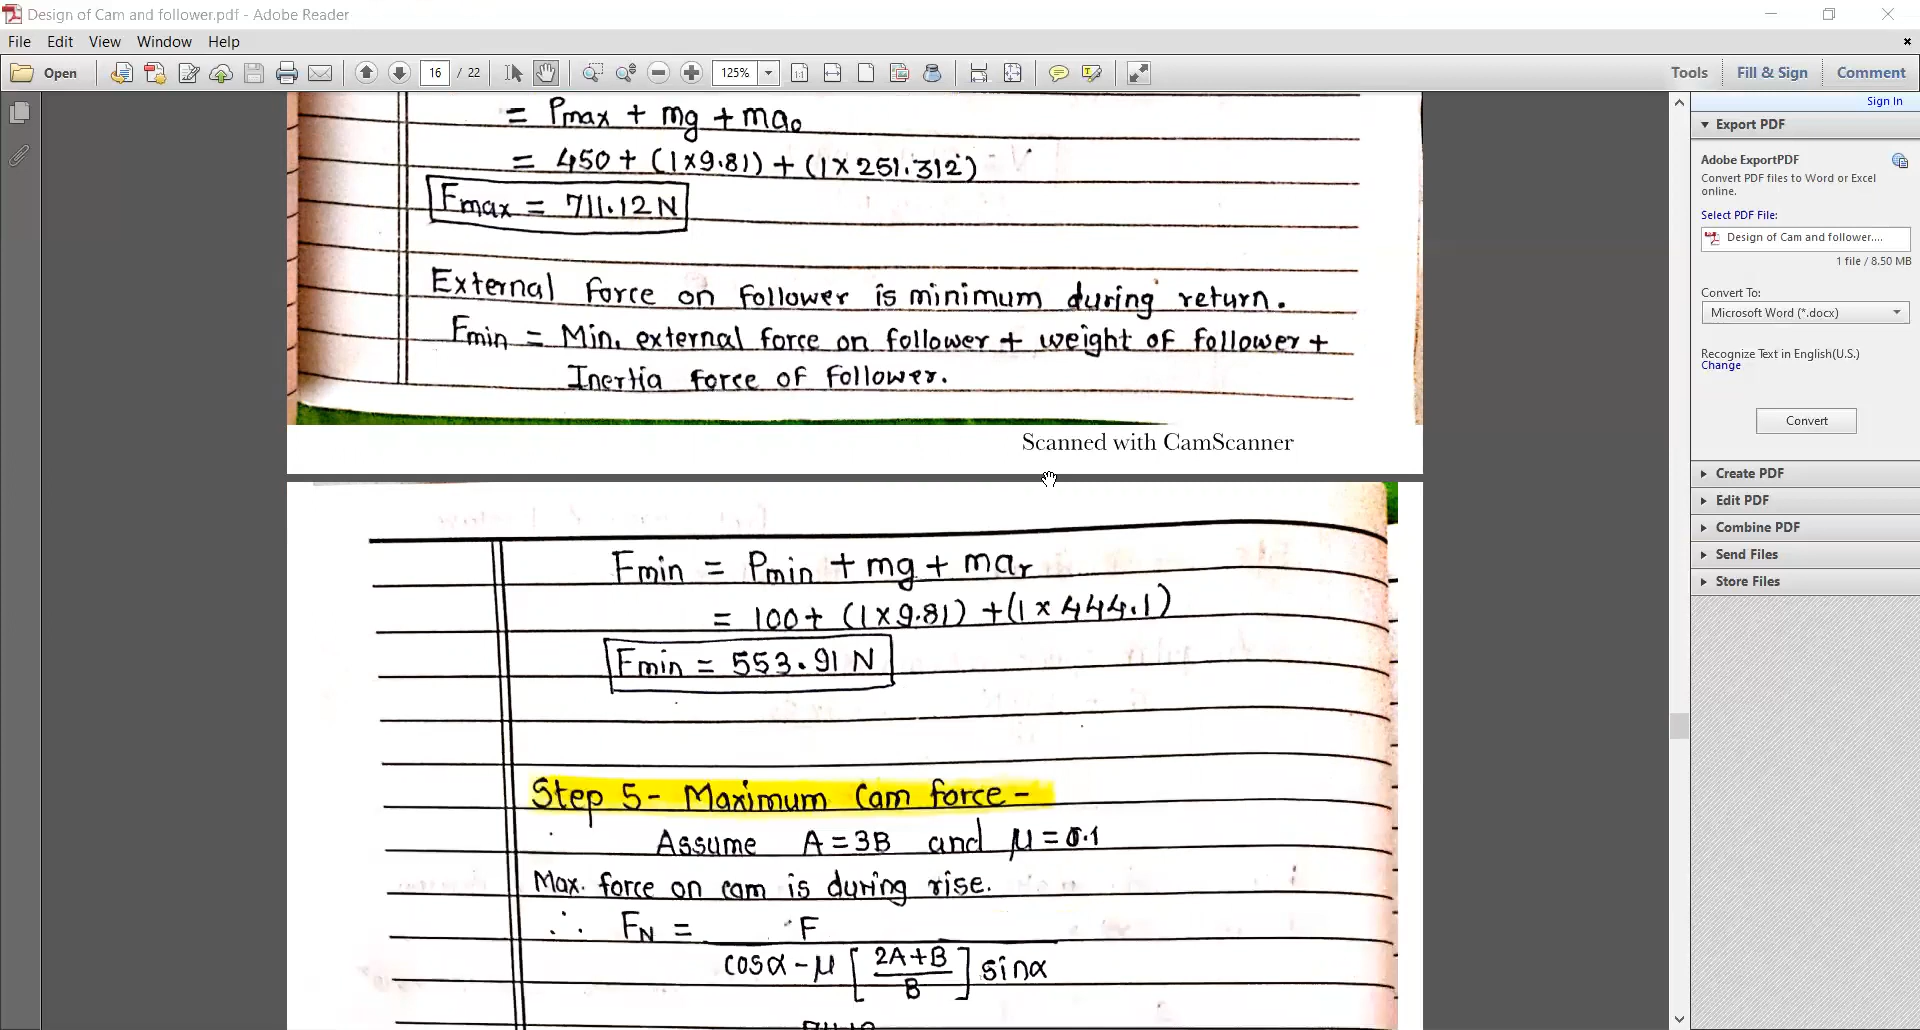 Design of Cam and follower.pdf - Adobe Reader
File Edit View Window Help
Open 16 / 22 125% Tools Fill & Sign Comment
Sign In
Export PDF
Adobe ExportPDF
Convert PDF files to Word or Excel
online.
Select PDF File:
Design of Cam and follower....
1 file / 8.50 MB
Convert To:
Microsoft Word (*.docx)
Recognize Text in English(U.S.)
Change
Convert
Create PDF
Edit PDF
Combine PDF
Send Files
Store Files
= Pmax + mg + ma₀
= 450 + (1×9.81) + (1×251.312)
Fmax = 711.12 N
External force on follower is minimum during return.
Fmin = Min. external force on follower + weight of follower +
Inertia force of follower.
Scanned with CamScanner
Fmin = Pmin + mg + mar
= 100 + (1×9.81) + (1×444.1)
Fmin = 553.91 N
Step 5- Maximum Cam force -
Assume A = 3B and μ = 0.1
Max. force on cam is during rise.
∴ FN = F
cosα - μ [ 2A+B / B ] sinα